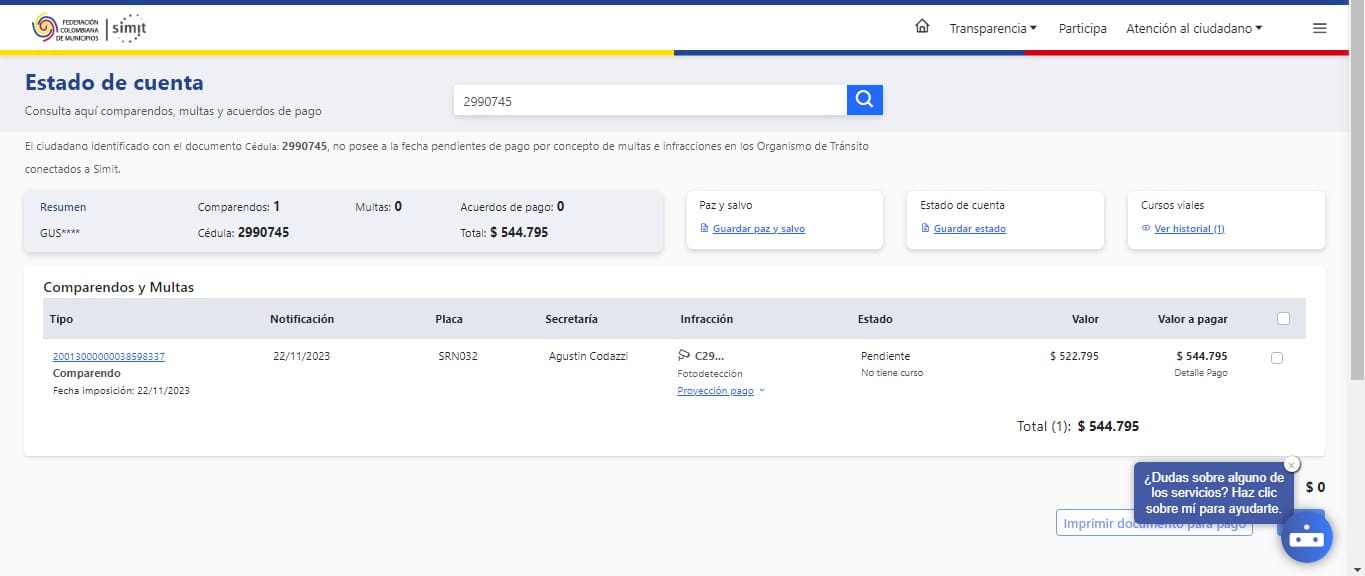 FEDERACIÓN
COLOMBIANA
DE MUNICIPIOS
simit
Transparencia
Participa
Atención al ciudadano
Estado de cuenta
Consulta aquí comparendos, multas y acuerdos de pago
2990745
El ciudadano identificado con el documento Cédula: 2990745, no posee a la fecha pendientes de pago por concepto de multas e infracciones en los Organismo de Tránsito
conectados a Simit.
Resumen Comparendos: 1 Multas: 0 Acuerdos de pago: 0
GUS**** Cédula: 2990745 Total: $ 544.795
Paz y salvo
Guardar paz y salvo
Estado de cuenta
Guardar estado
Cursos viales
Ver historial (1)
Comparendos y Multas
Tipo Notificación Placa Secretaría Infracción Estado Valor Valor a pagar
20013000000038598337 22/11/2023 SRN032 Agustin Codazzi C29... Pendiente $ 522.795 $ 544.795
Comparendo Fotodetección No tiene curso Detalle Pago
Fecha imposición: 22/11/2023 Proyección pago
Total (1): $ 544.795
¿Dudas sobre alguno de
los servicios? Haz clic
sobre mí para ayudarte.
$ 0
Imprimir documento para pago